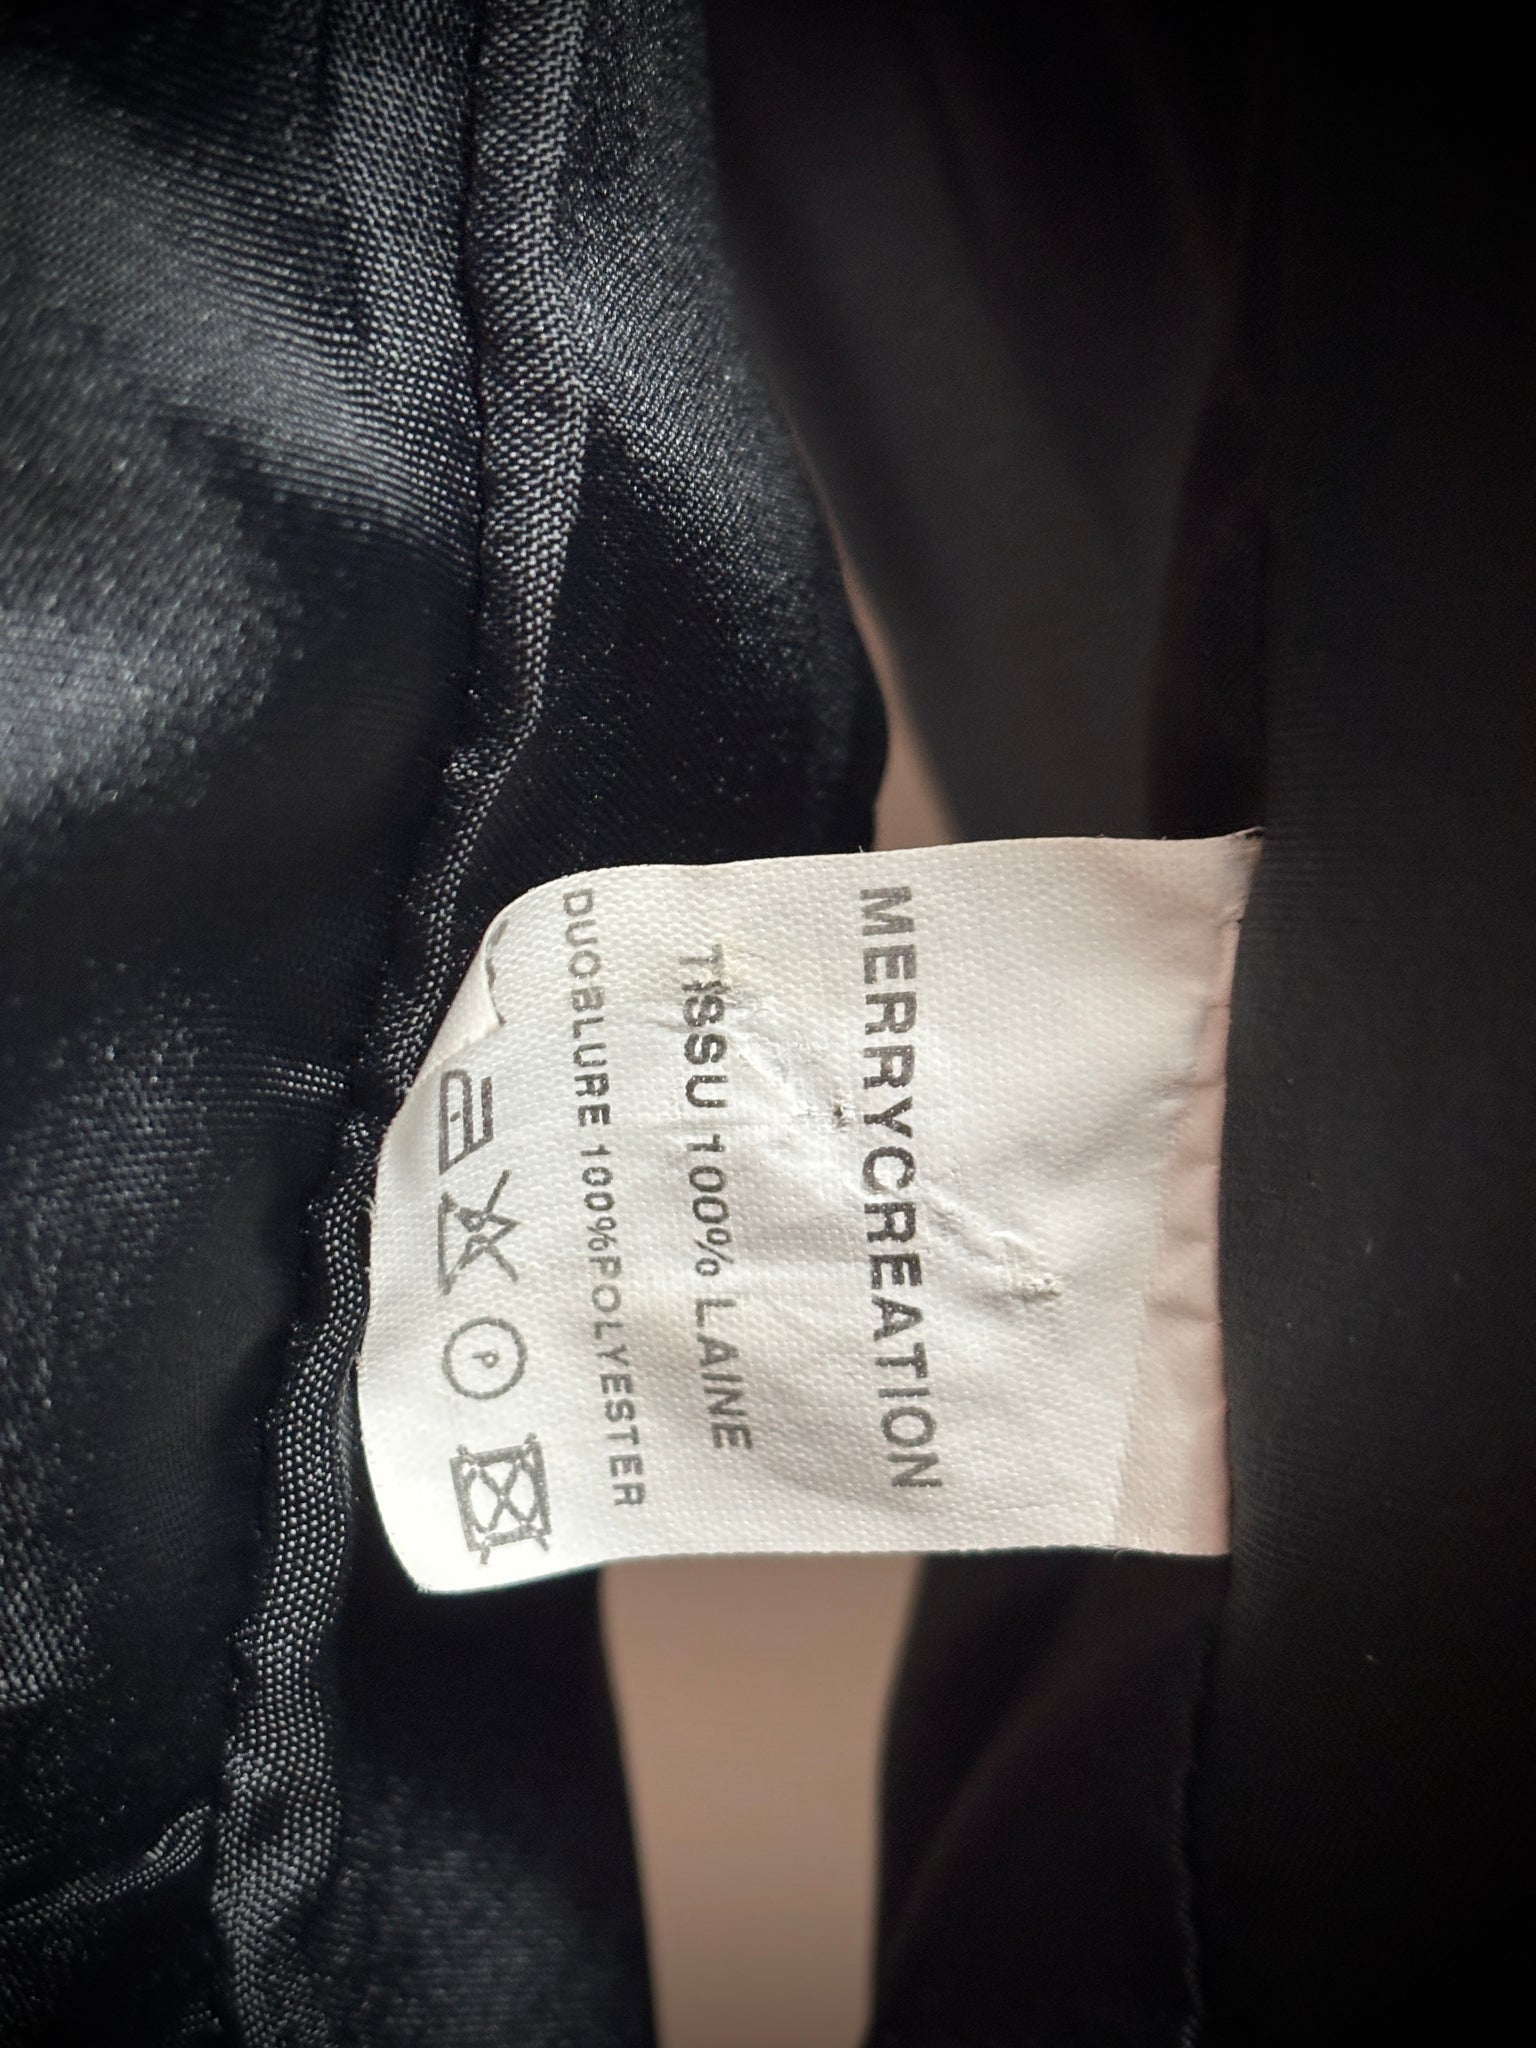 MERRYCREATION
TISSU 100% LAINE
DUOBLURE 100%POLYESTER
P